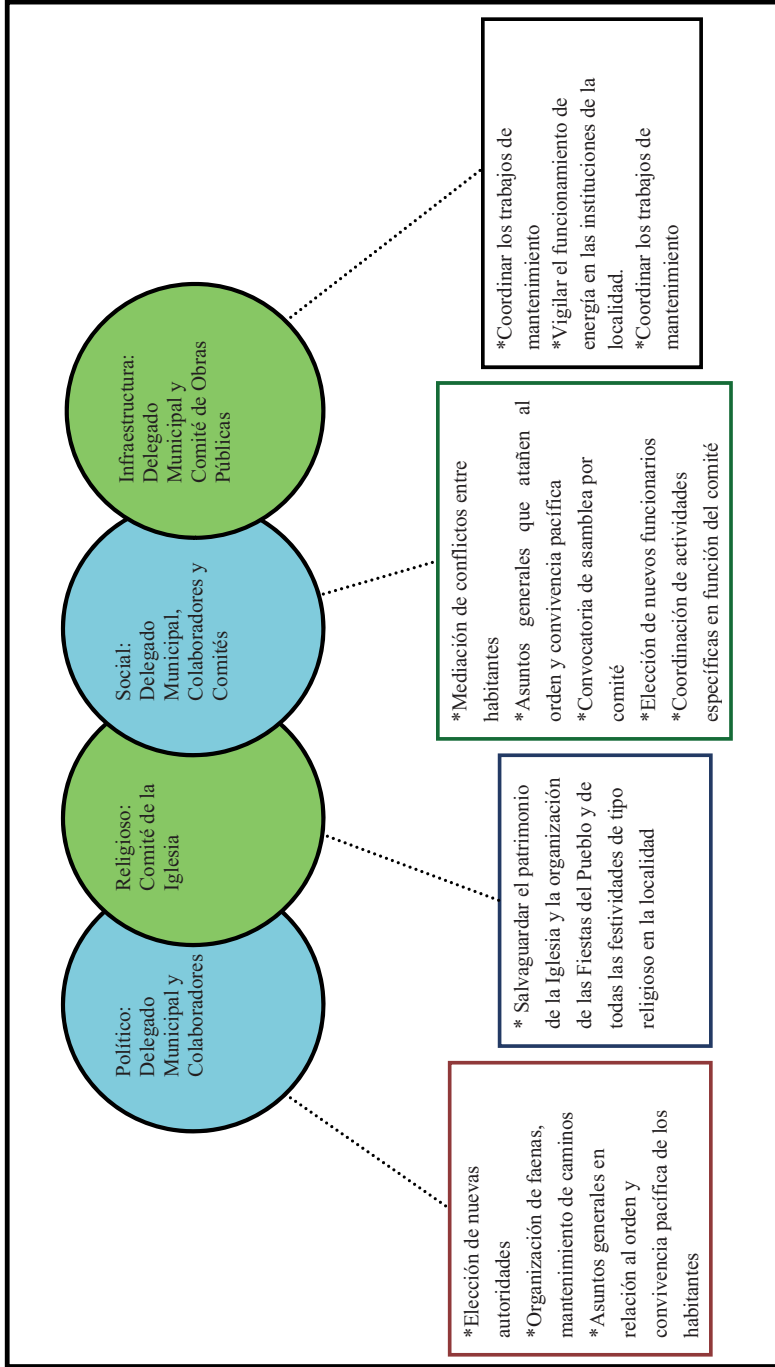 Político:
Delegado
Municipal y
Colaboradores
Religioso:
Comité de la
Iglesia
Social:
Delegado
Municipal,
Colaboradores y
Comités
Infraestructura:
Delegado
Municipal y
Comité de Obras
Públicas
*Elección de nuevas
autoridades
*Organización de faenas,
mantenimiento de caminos
*Asuntos generales en
relación al orden y
convivencia pacífica de los
habitantes
* Salvaguardar el patrimonio
de la Iglesia y la organización
de las Fiestas del Pueblo y de
todas las festividades de tipo
religioso en la localidad
*Mediación de conflictos entre
habitantes
*Asuntos generales que atañen al
orden y convivencia pacífica
*Convocatoria de asamblea por
comité
*Elección de nuevos funcionarios
*Coordinación de actividades
específicas en función del comité
*Coordinar los trabajos de
mantenimiento
*Vigilar el funcionamiento de
energía en las instituciones de la
localidad.
*Coordinar los trabajos de
mantenimiento